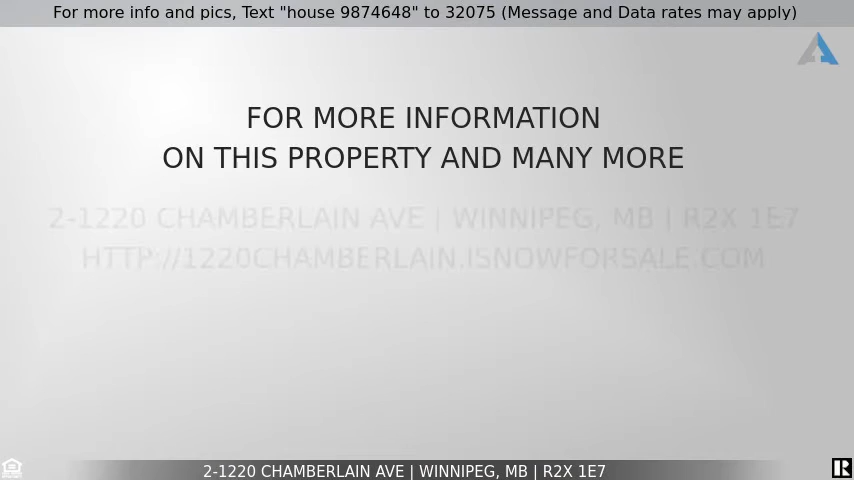 For more info and pics, Text "house 9874648" to 32075 (Message and Data rates may apply)
FOR MORE INFORMATION
ON THIS PROPERTY AND MANY MORE
2-1220 CHAMBERLAIN AVE | WINNIPEG, MB | R2X 1E7
HTTP://1220CHAMBERLAIN.ISNOWFORSALE.COM
2-1220 CHAMBERLAIN AVE | WINNIPEG, MB | R2X 1E7